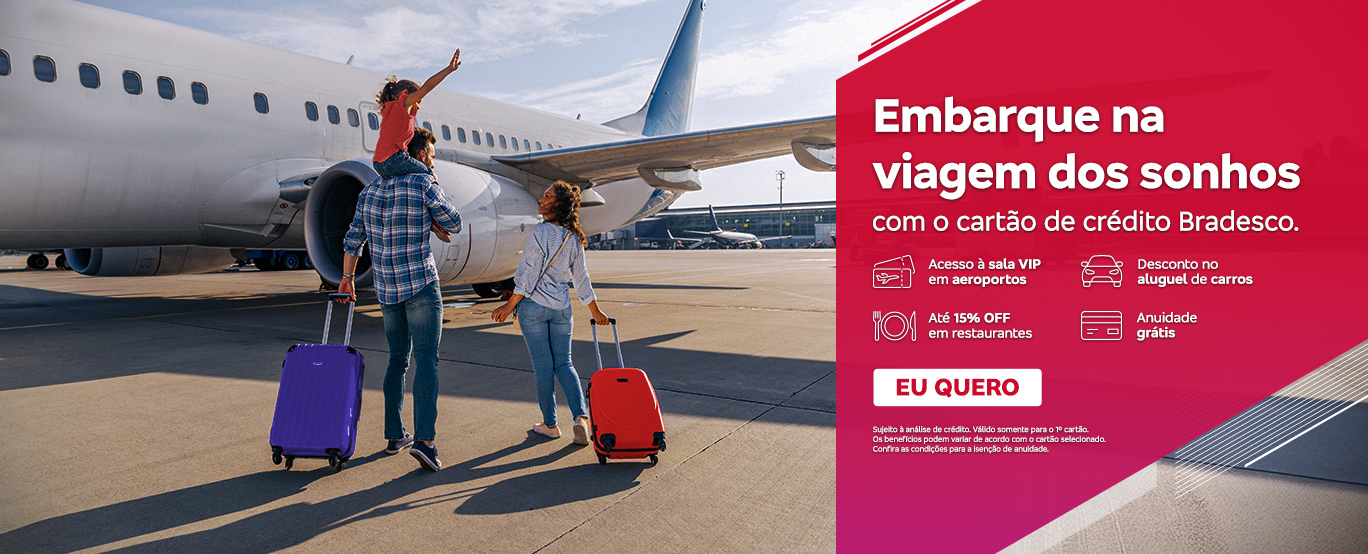 Embarque na
viagem dos sonhos
com o cartão de crédito Bradesco.
Acesso à sala VIP
em aeroportos
Desconto no
aluguel de carros
Até 15% OFF
em restaurantes
Anuidade
grátis
EU QUERO
Sujeito à análise de crédito. Válido somente para o 1º cartão.
Os benefícios podem variar de acordo com o cartão selecionado.
Confira as condições para a isenção de anuidade.